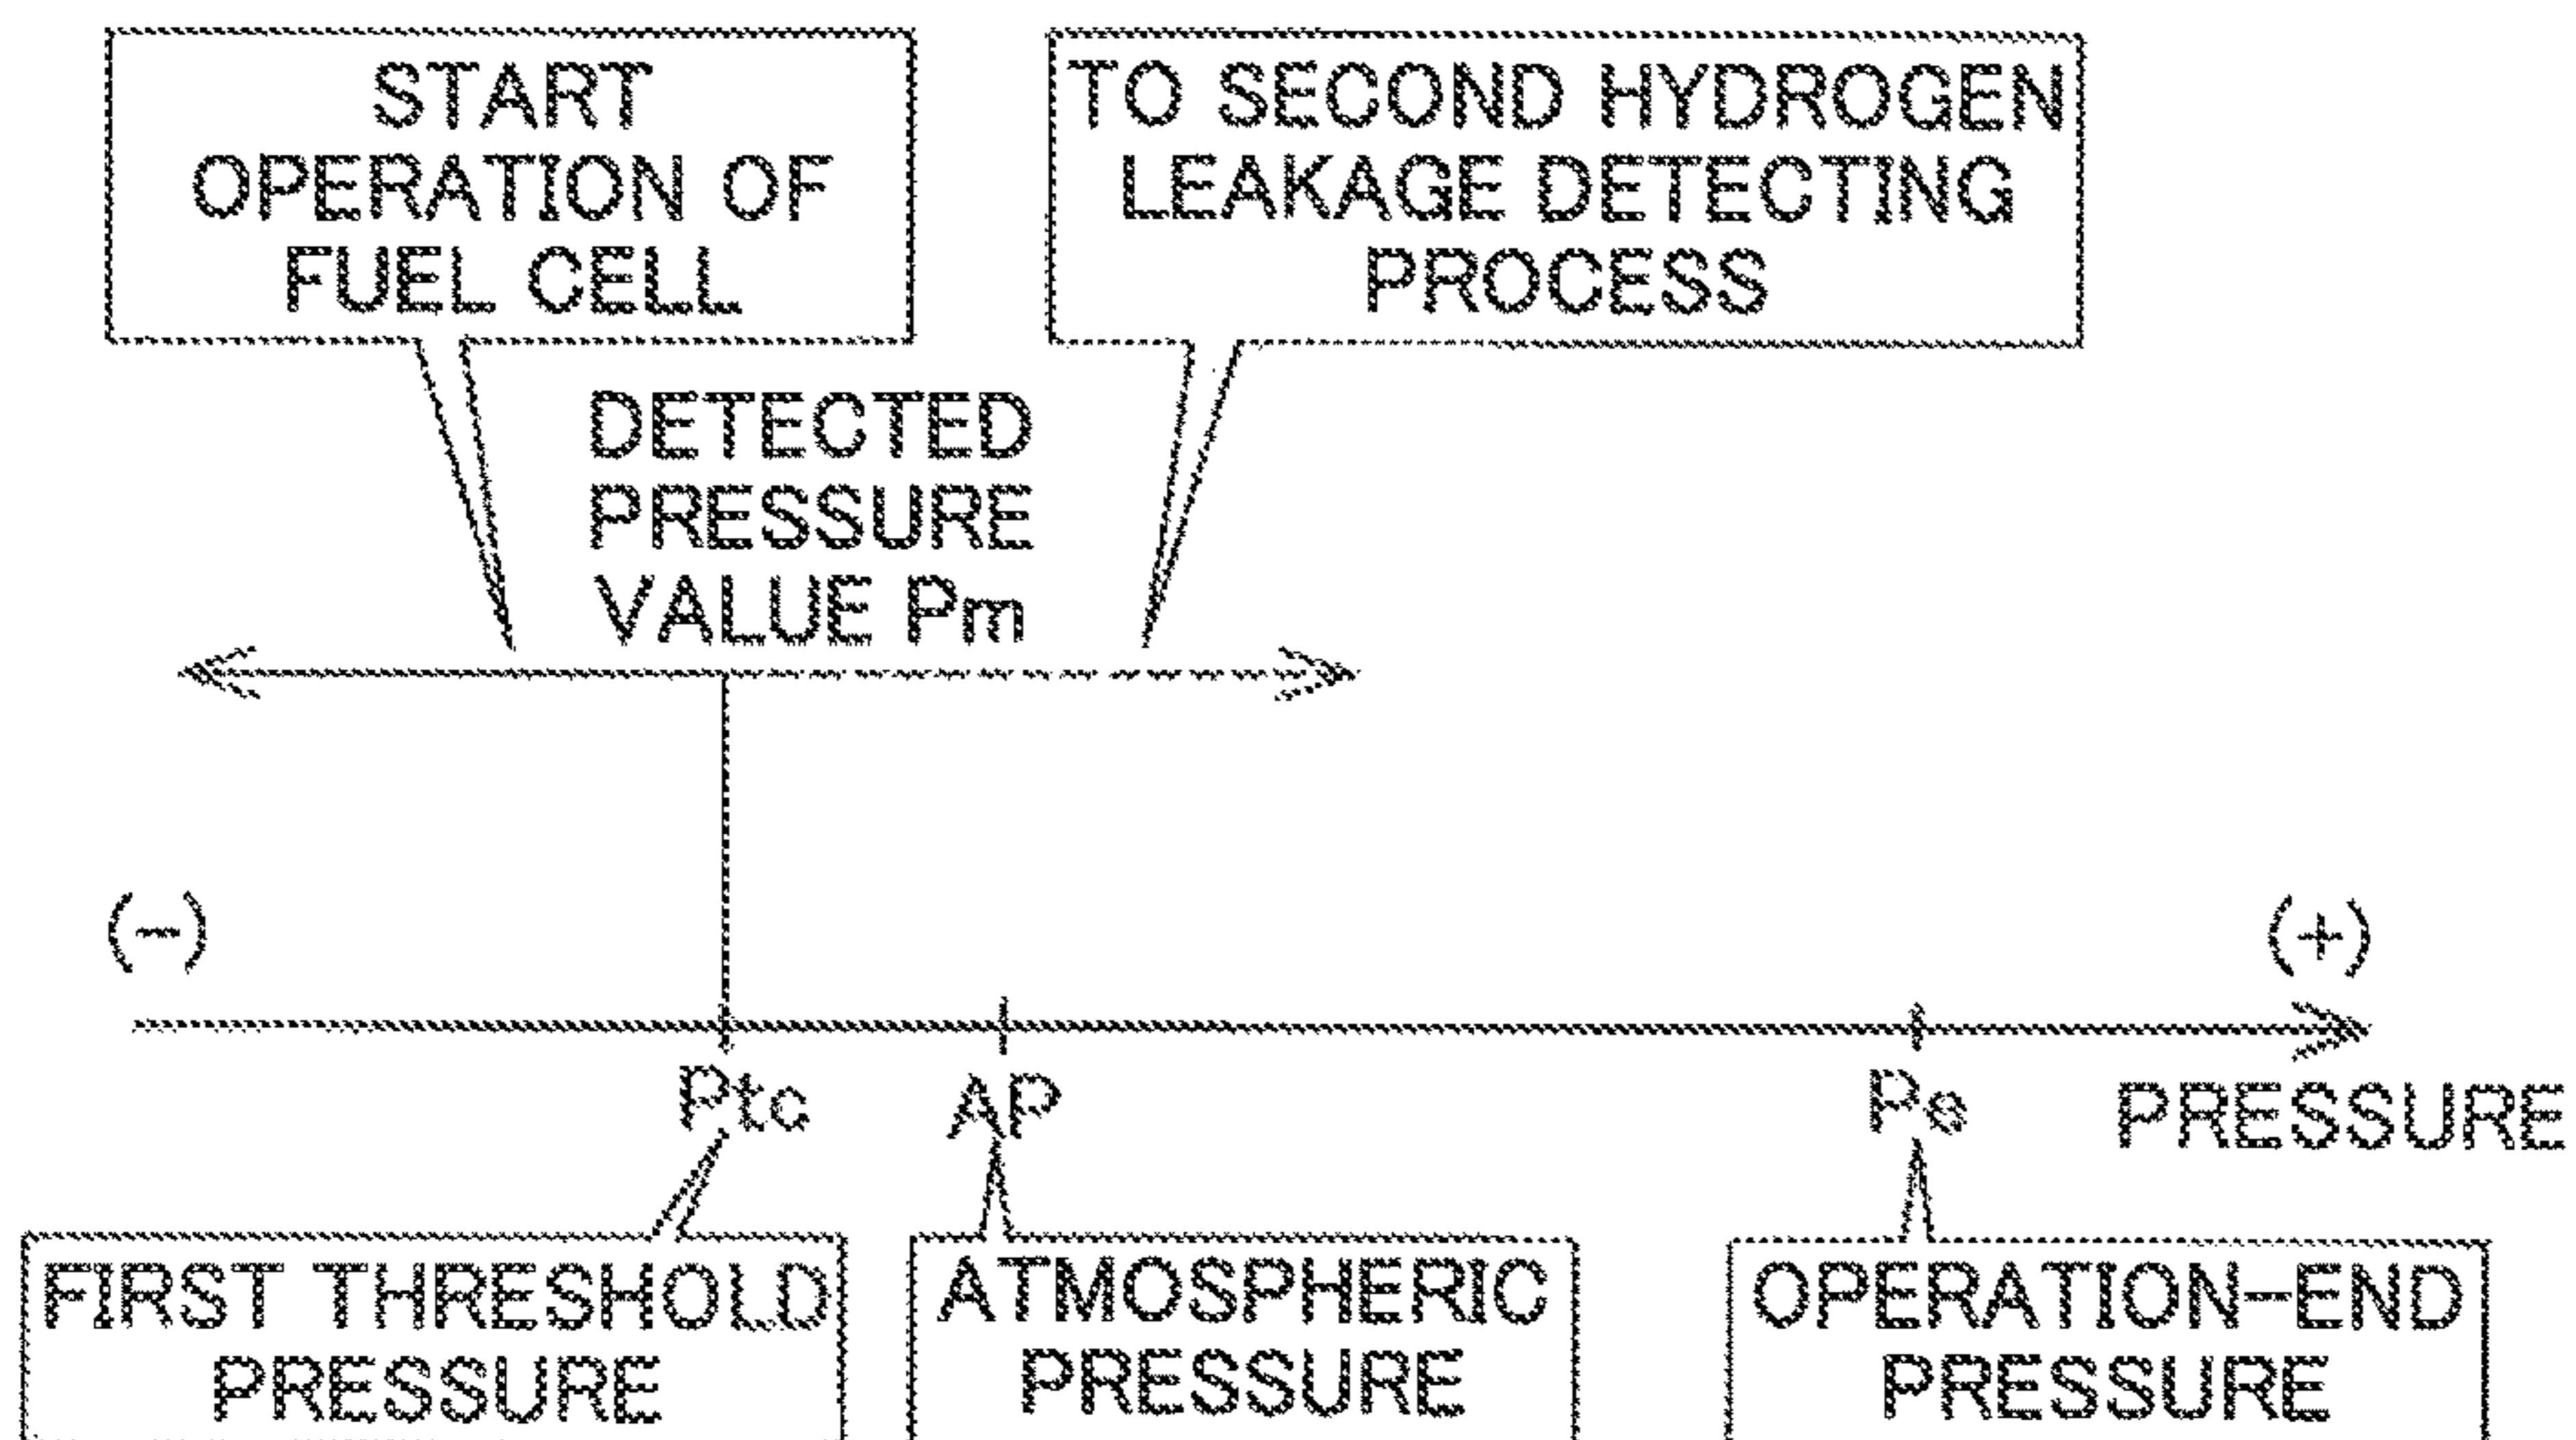 START
OPERATION OF
FUEL CELL
TO SECOND HYDROGEN
LEAKAGE DETECTING
PROCESS
DETECTED
PRESSURE
VALUE Pm
(−)
(+)
Ptc
AP
Pe
PRESSURE
FIRST THRESHOLD
PRESSURE
ATMOSPHERIC
PRESSURE
OPERATION−END
PRESSURE